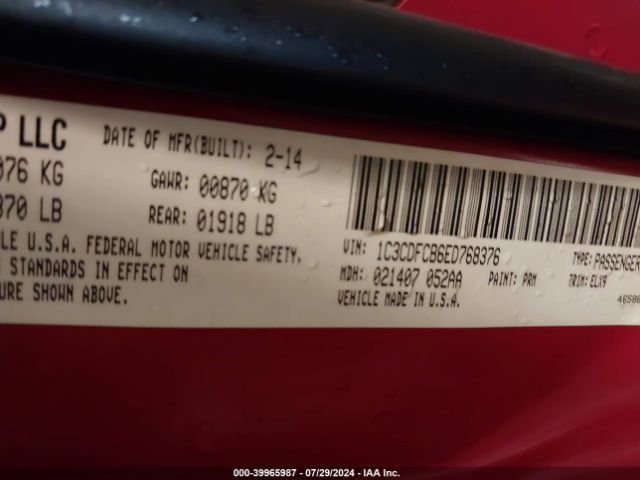 P LLC
DATE OF MFR(BUILT): 2-14
076 KG
GAWR: 00870 KG
870 LB
REAR: 01918 LB
LE U.S.A. FEDERAL MOTOR VEHICLE SAFETY,
N STANDARDS IN EFFECT ON
URE SHOWN ABOVE.
VIN: 1C3CDFCB6ED768376
TYPE: PASSENGER
MDH: 021407 052AA
PAINT: PRM
TRIM: ELX9
VEHICLE MADE IN U.S.A.
4658
000-39965987 - 07/29/2024 - IAA Inc.